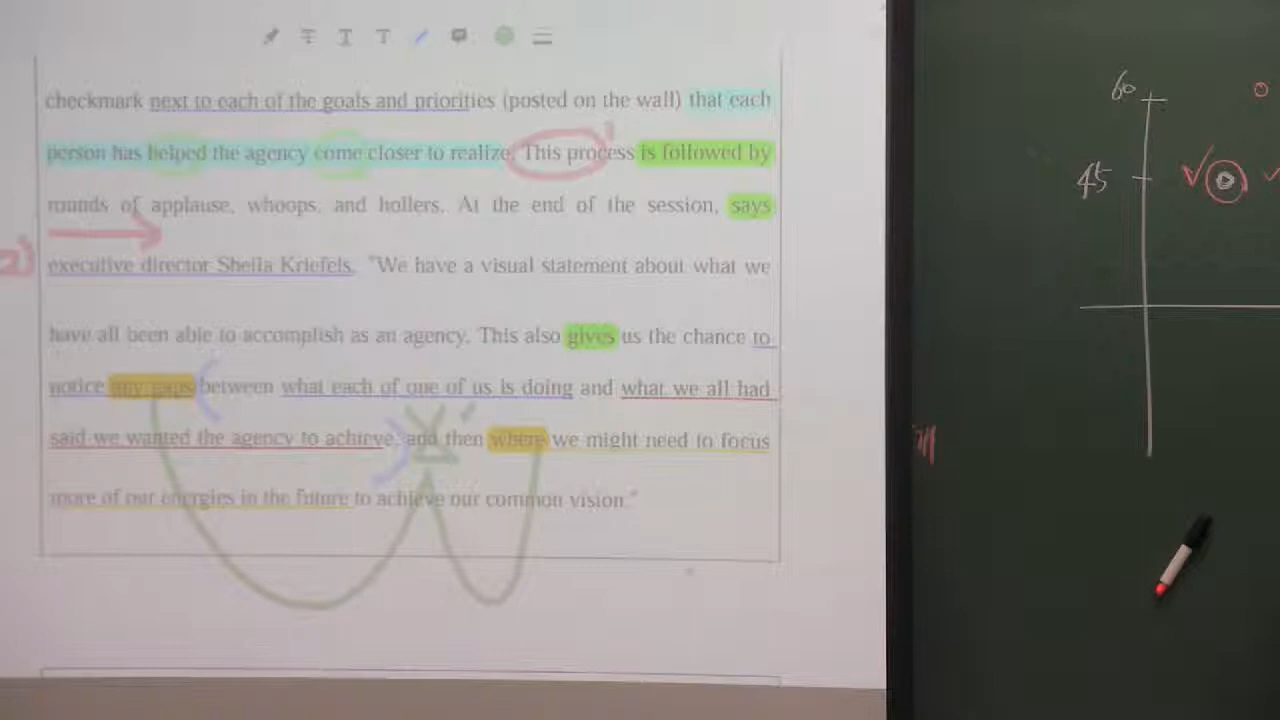 checkmark next to each of the goals and priorities (posted on the wall) that each
person has helped the agency come closer to realize. This process is followed by
rounds of applause, whoops, and hollers. At the end of the session, says
executive director Sheila Kriefels, "We have a visual statement about what we
have all been able to accomplish as an agency. This also gives us the chance to
notice any gaps between what each of one of us is doing and what we all had
said we wanted the agency to achieve, and then where we might need to focus
more of our energies in the future to achieve our common vision."
60
45